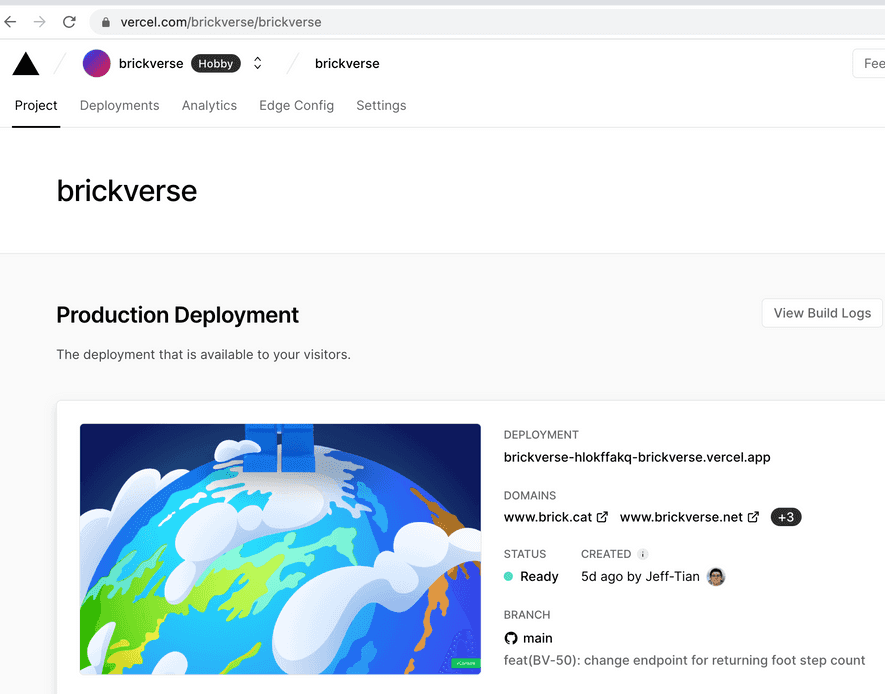 vercel.com/brickverse/brickverse
brickverse Hobby brickverse
Project Deployments Analytics Edge Config Settings
brickverse
Production Deployment
View Build Logs
The deployment that is available to your visitors.
DEPLOYMENT
brickverse-hlokffakq-brickverse.vercel.app
DOMAINS
www.brick.cat www.brickverse.net +3
STATUS CREATED
Ready 5d ago by Jeff-Tian
BRANCH
main
feat(BV-50): change endpoint for returning foot step count